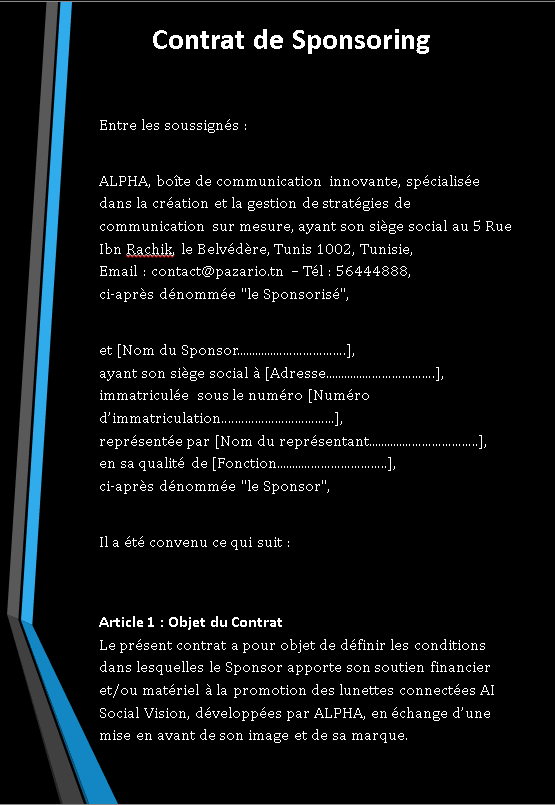 Contrat de Sponsoring
Entre les soussignés :
ALPHA, boîte de communication innovante, spécialisée
dans la création et la gestion de stratégies de
communication sur mesure, ayant son siège social au 5 Rue
Ibn Rachik, le Belvédère, Tunis 1002, Tunisie,
Email : contact@pazario.tn – Tél : 56444888,
ci-après dénommée "le Sponsorisé",
et [Nom du Sponsor....................................],
ayant son siège social à [Adresse....................................],
immatriculée sous le numéro [Numéro
d’immatriculation....................................],
représentée par [Nom du représentant....................................],
en sa qualité de [Fonction....................................],
ci-après dénommée "le Sponsor",
Il a été convenu ce qui suit :
Article 1 : Objet du Contrat
Le présent contrat a pour objet de définir les conditions
dans lesquelles le Sponsor apporte son soutien financier
et/ou matériel à la promotion des lunettes connectées AI
Social Vision, développées par ALPHA, en échange d’une
mise en avant de son image et de sa marque.